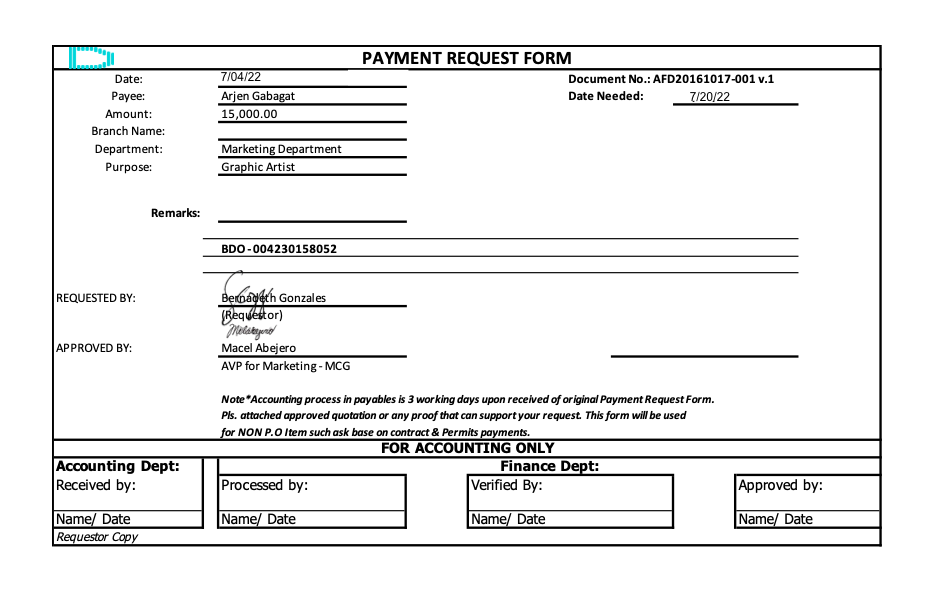 PAYMENT REQUEST FORM
Date: 7/04/22 Document No.: AFD20161017-001 v.1
Payee: Arjen Gabagat Date Needed: 7/20/22
Amount: 15,000.00
Branch Name:
Department: Marketing Department
Purpose: Graphic Artist
Remarks:
BDO - 004230158052
REQUESTED BY: Bernadeth Gonzales
(Requestor)
APPROVED BY: Macel Abejero
AVP for Marketing - MCG
Note*Accounting process in payables is 3 working days upon received of original Payment Request Form.
Pls. attached approved quotation or any proof that can support your request. This form will be used
for NON P.O Item such ask base on contract & Permits payments.
FOR ACCOUNTING ONLY
Accounting Dept: Finance Dept:
Received by: Processed by: Verified By: Approved by:
Name/ Date Name/ Date Name/ Date Name/ Date
Requestor Copy